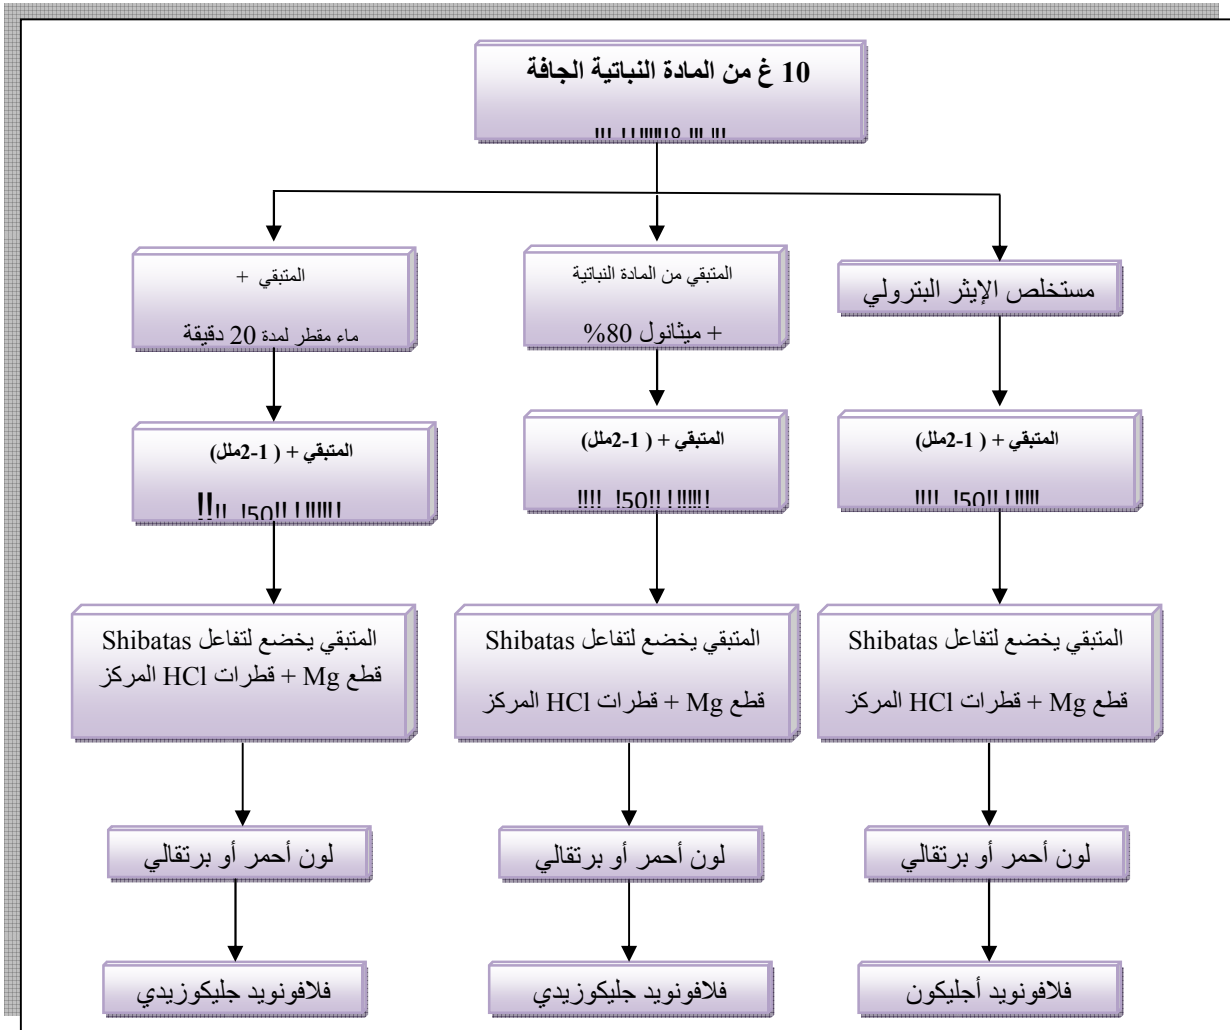 10 غ من المادة النباتية الجافة
مستخلص الإيثر البترولي
المتبقي من المادة النباتية
+ ميثانول 80%
المتبقي +
ماء مقطر لمدة 20 دقيقة
المتبقي + ( 1-2ملل)
المتبقي + ( 1-2ملل)
المتبقي + ( 1-2ملل)
المتبقي يخضع لتفاعل Shibatas
قطع Mg + قطرات HCl المركز
المتبقي يخضع لتفاعل Shibatas
قطع Mg + قطرات HCl المركز
المتبقي يخضع لتفاعل Shibatas
قطع Mg + قطرات HCl المركز
لون أحمر أو برتقالي
لون أحمر أو برتقالي
لون أحمر أو برتقالي
فلافونويد أجليكون
فلافونويد جليكوزيدي
فلافونويد جليكوزيدي